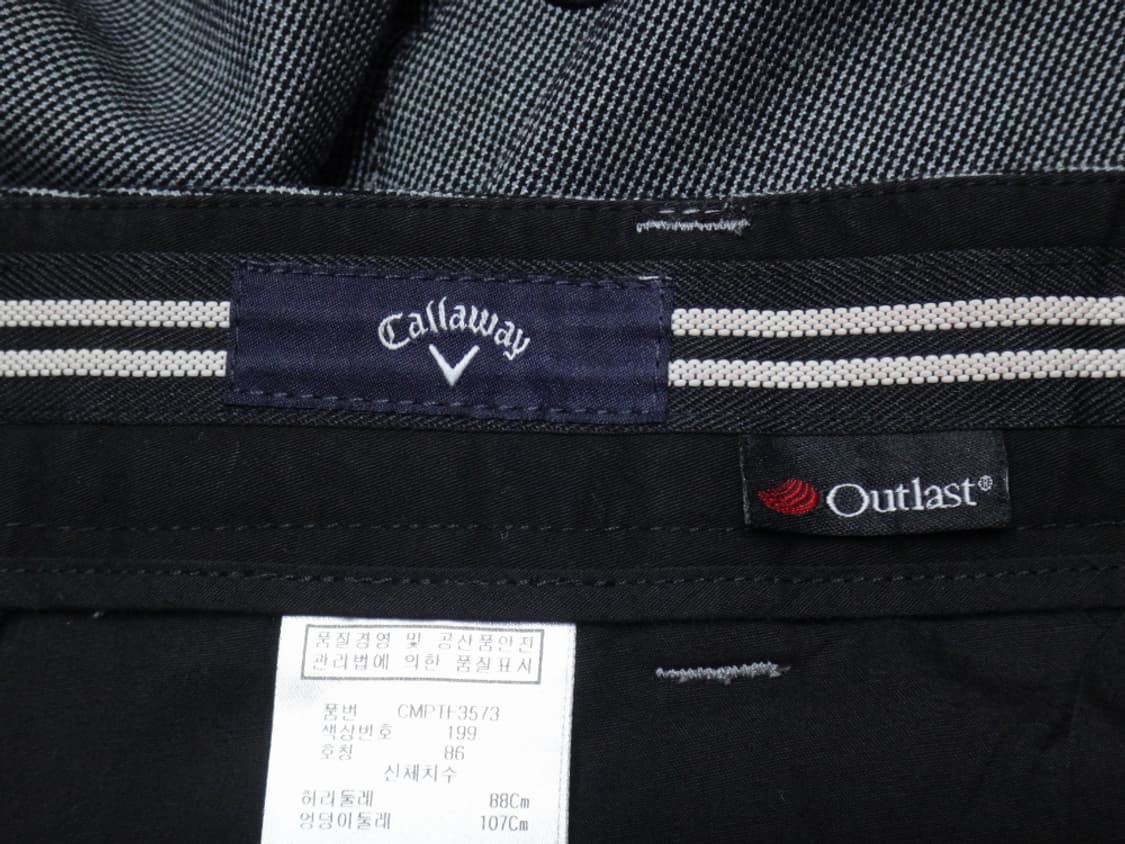 Callaway
Outlast®
품질경영 및 공산품안전
관리법에 의한 품질표시
품번 CMPTF3573
색상번호 199
호칭 86
신체치수
허리둘레 88Cm
엉덩이둘레 107Cm